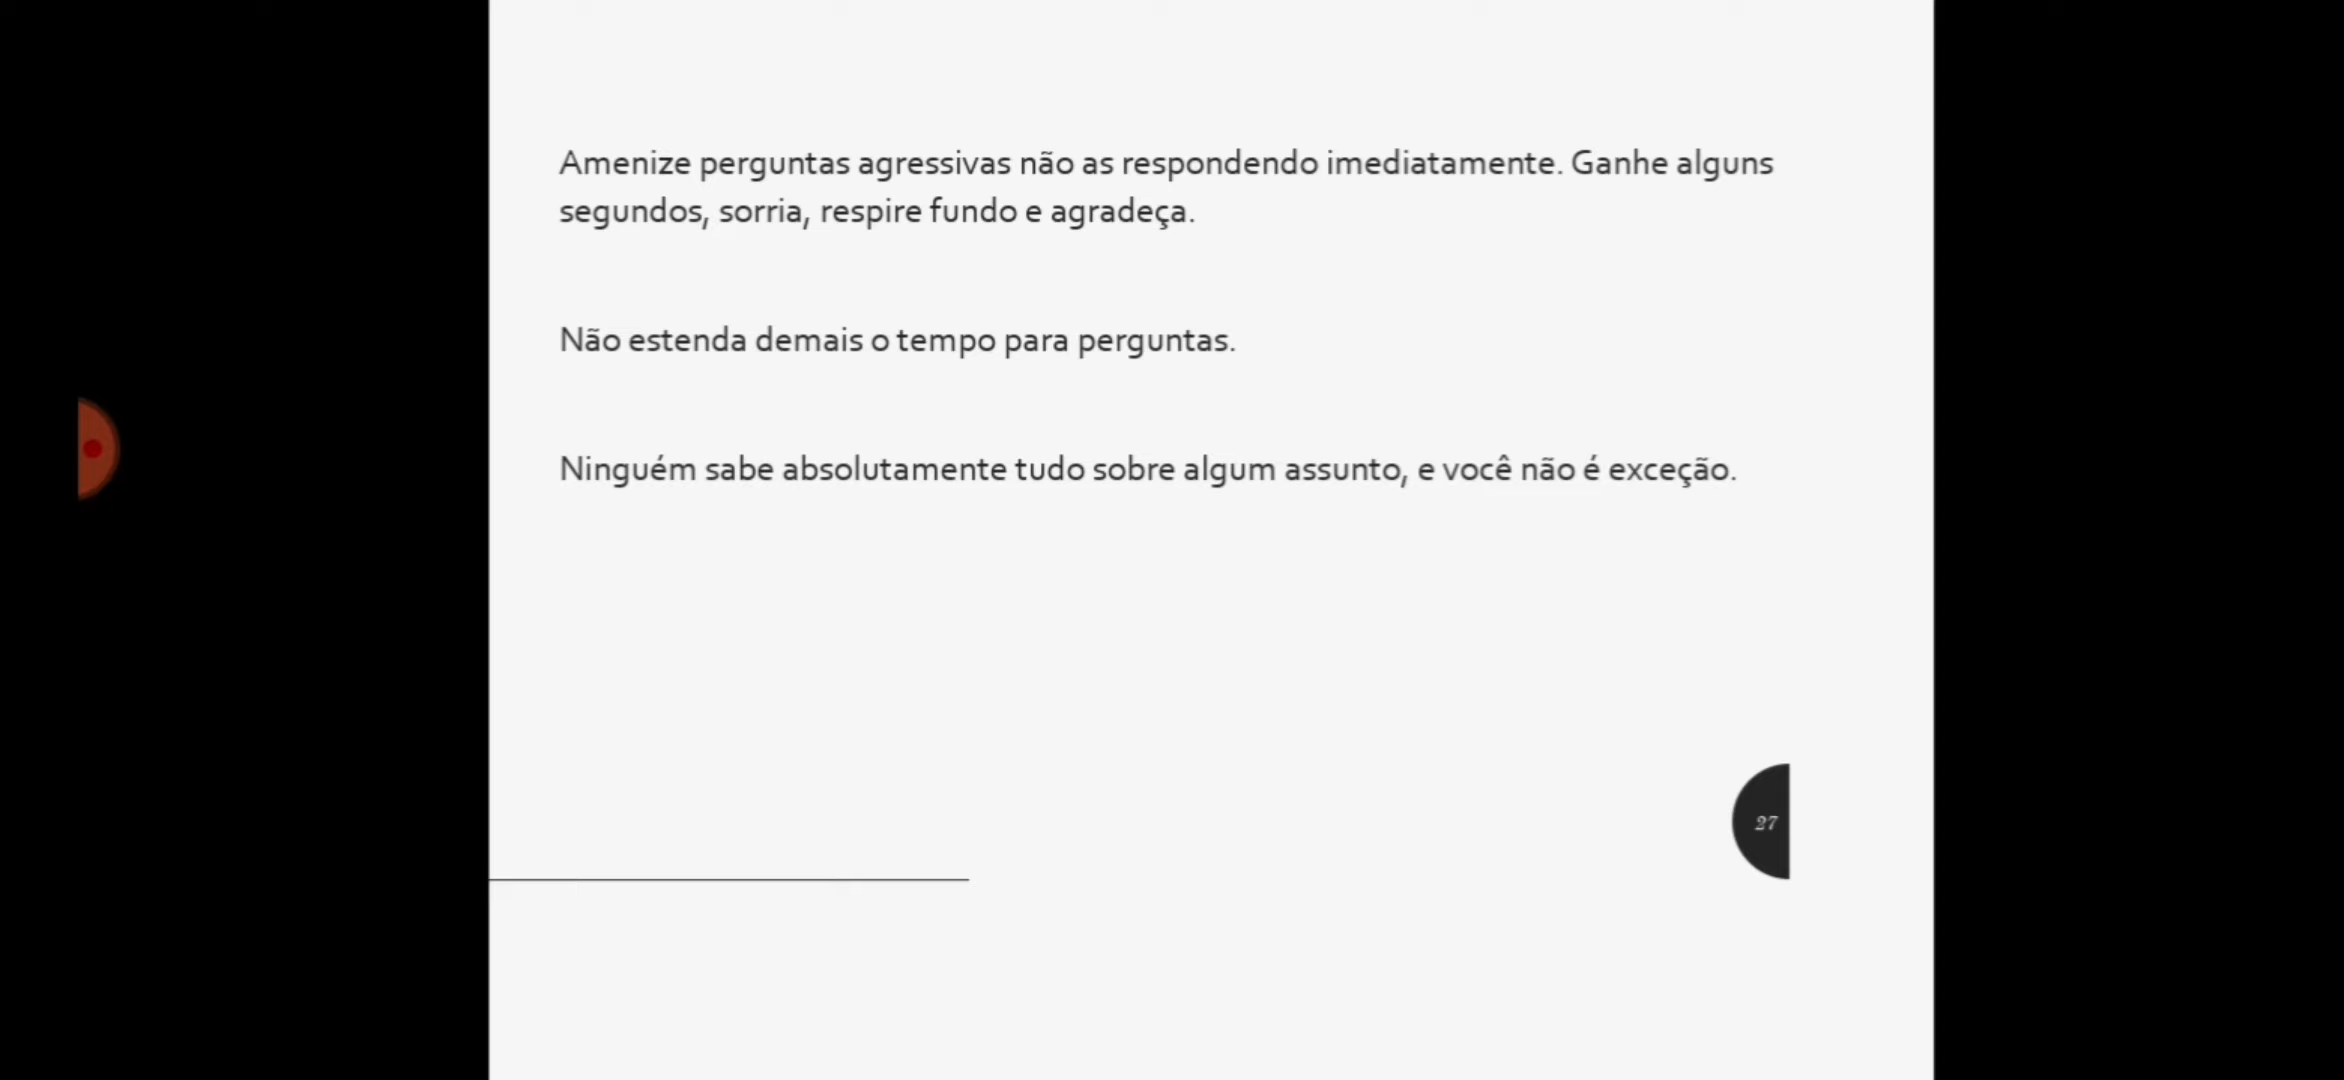 Amenize perguntas agressivas não as respondendo imediatamente. Ganhe alguns
segundos, sorria, respire fundo e agradeça.
Não estenda demais o tempo para perguntas.
Ninguém sabe absolutamente tudo sobre algum assunto, e você não é exceção.
27